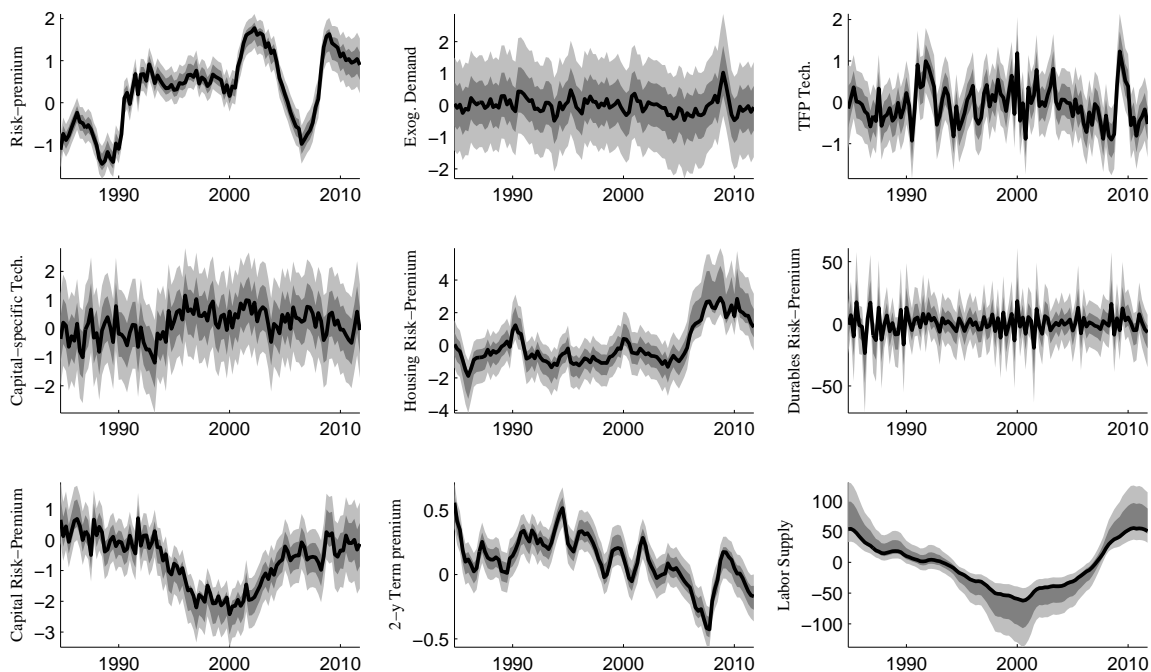 Risk−premium
2
1
0
−1
1990 2000 2010
Exog. Demand
2
1
0
−1
−2
1990 2000 2010
TFP Tech.
1
0
−1
1990 2000 2010
Capital−specific Tech.
2
1
0
−1
−2
1990 2000 2010
Housing Risk−Premium
4
2
0
−2
−4
1990 2000 2010
Durables Risk−Premium
50
0
−50
1990 2000 2010
Capital Risk−Premium
1
0
−1
−2
−3
1990 2000 2010
2−y Term premium
0.5
0
−0.5
1990 2000 2010
Labor Supply
100
50
0
−50
−100
1990 2000 2010